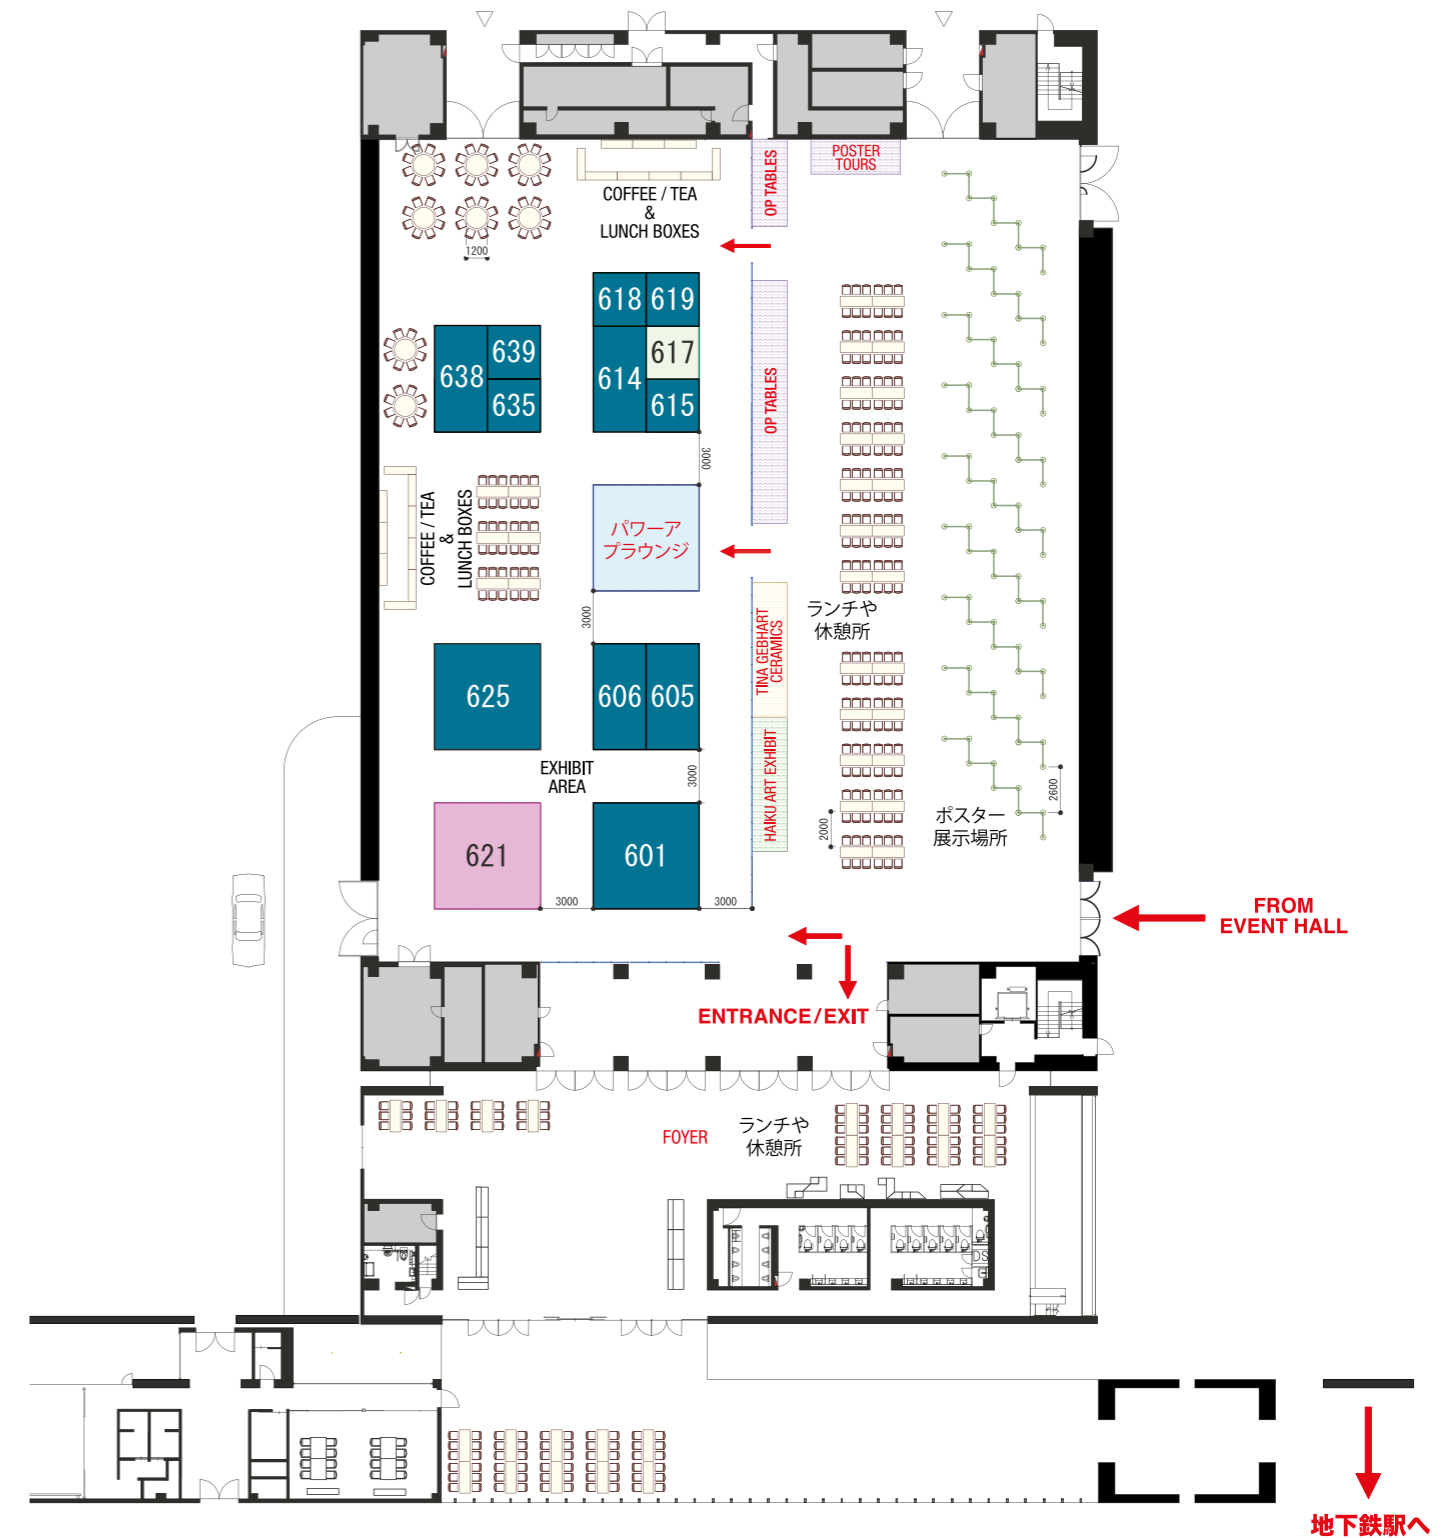 POSTER
TOURS
OP TABLES
COFFEE / TEA
&
LUNCH BOXES
1200
618
619
617
614
615
639
638
635
OP TABLES
3000
COFFEE / TEA
&
LUNCH BOXES
パワーア
プラウンジ
3000
ランチや
休憩所
TINA GEBHART
CERAMICS
625
606
605
HAIKU ART EXHIBIT
EXHIBIT
AREA
3000
2600
2000
ポスター
展示場所
621
601
3000
3000
FROM
EVENT HALL
ENTRANCE/EXIT
FOYER
ランチや
休憩所
DS
地下鉄駅へ